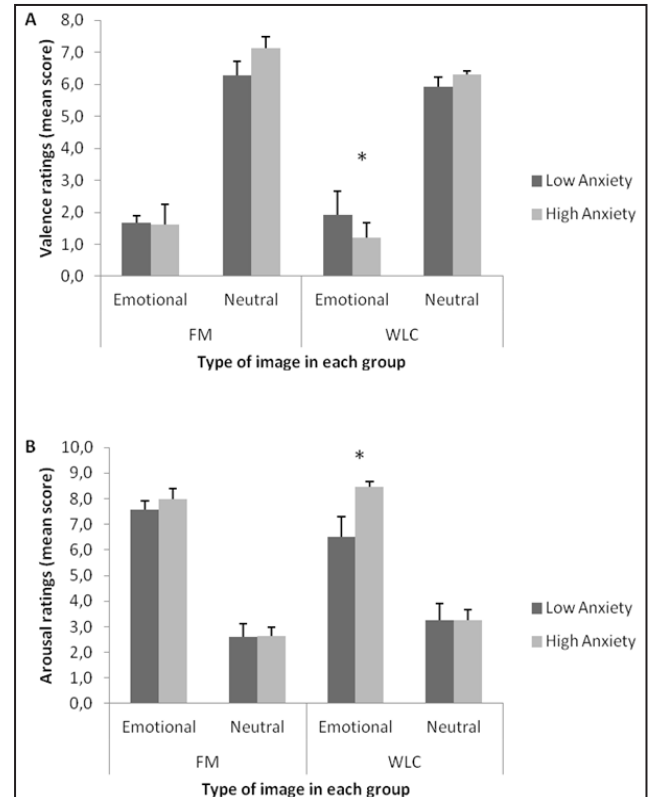 A
Valence ratings (mean score)
8,0
7,0
6,0
5,0
4,0
3,0
2,0
1,0
0,0
*
Low Anxiety
High Anxiety
Emotional Neutral Emotional Neutral
FM WLC
Type of image in each group
B
Arousal ratings (mean score)
10,0
9,0
8,0
7,0
6,0
5,0
4,0
3,0
2,0
1,0
0,0
*
Low Anxiety
High Anxiety
Emotional Neutral Emotional Neutral
FM WLC
Type of image in each group